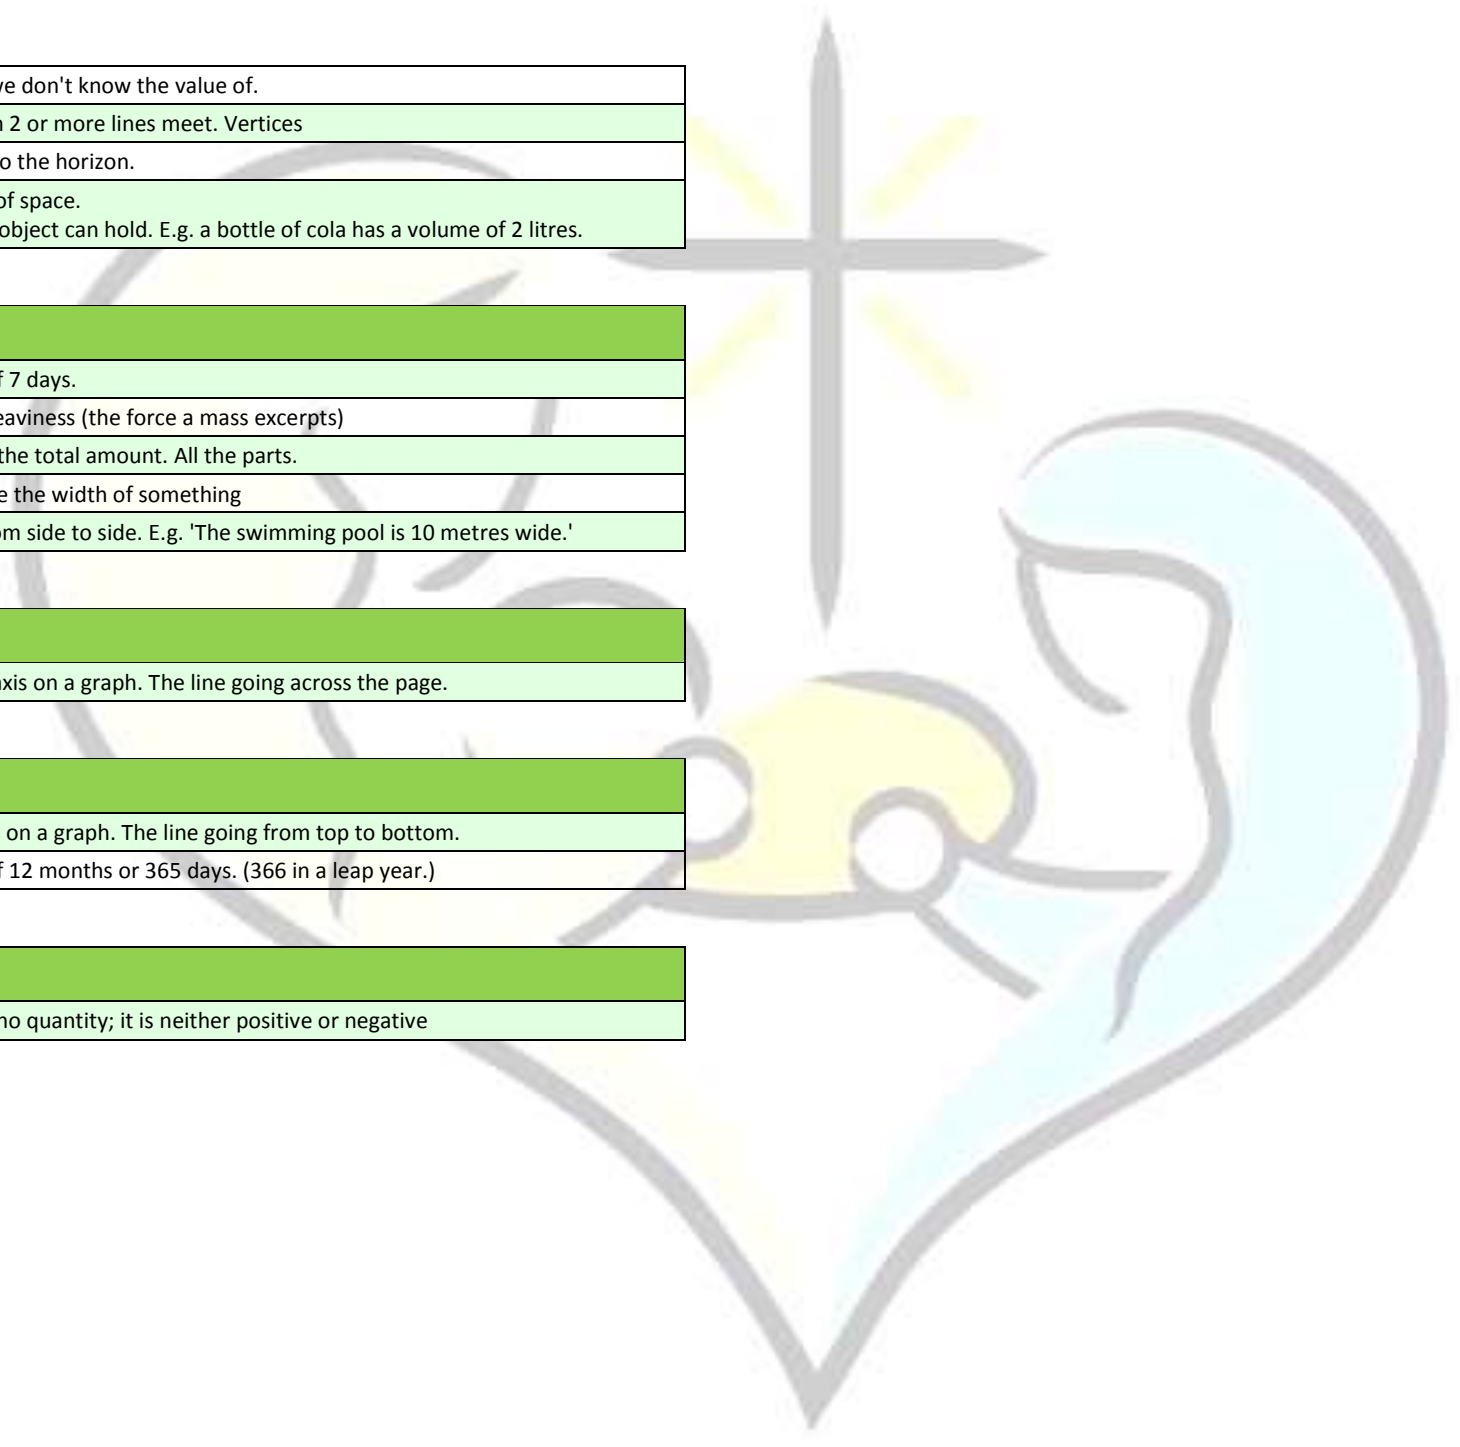 ve don't know the value of.
n 2 or more lines meet. Vertices
o the horizon.
of space.
object can hold. E.g. a bottle of cola has a volume of 2 litres.
f 7 days.
eaviness (the force a mass excerpts)
the total amount. All the parts.
e the width of something
om side to side. E.g. 'The swimming pool is 10 metres wide.'
axis on a graph. The line going across the page.
on a graph. The line going from top to bottom.
f 12 months or 365 days. (366 in a leap year.)
no quantity; it is neither positive or negative